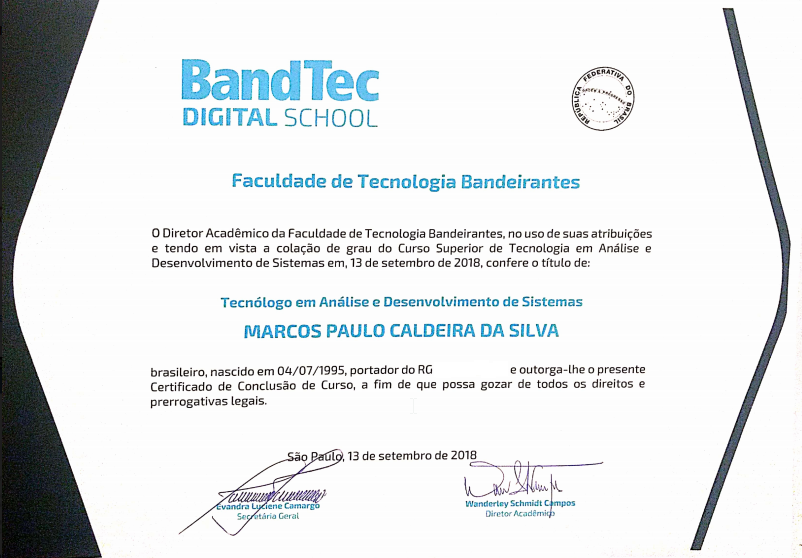 BandTec
DIGITAL SCHOOL
REPÚBLICA FEDERATIVA DO BRASIL
Faculdade de Tecnologia Bandeirantes
O Diretor Acadêmico da Faculdade de Tecnologia Bandeirantes, no uso de suas atribuições
e tendo em vista a colação de grau do Curso Superior de Tecnologia em Análise e
Desenvolvimento de Sistemas em, 13 de setembro de 2018, confere o título de:
Tecnólogo em Análise e Desenvolvimento de Sistemas
MARCOS PAULO CALDEIRA DA SILVA
brasileiro, nascido em 04/07/1995, portador do RG e outorga-lhe o presente
Certificado de Conclusão de Curso, a fim de que possa gozar de todos os direitos e
prerrogativas legais.
São Paulo, 13 de setembro de 2018
Evandra Luciene Camargo
Secretária Geral
Wanderley Schmidt Campos
Diretor Acadêmico